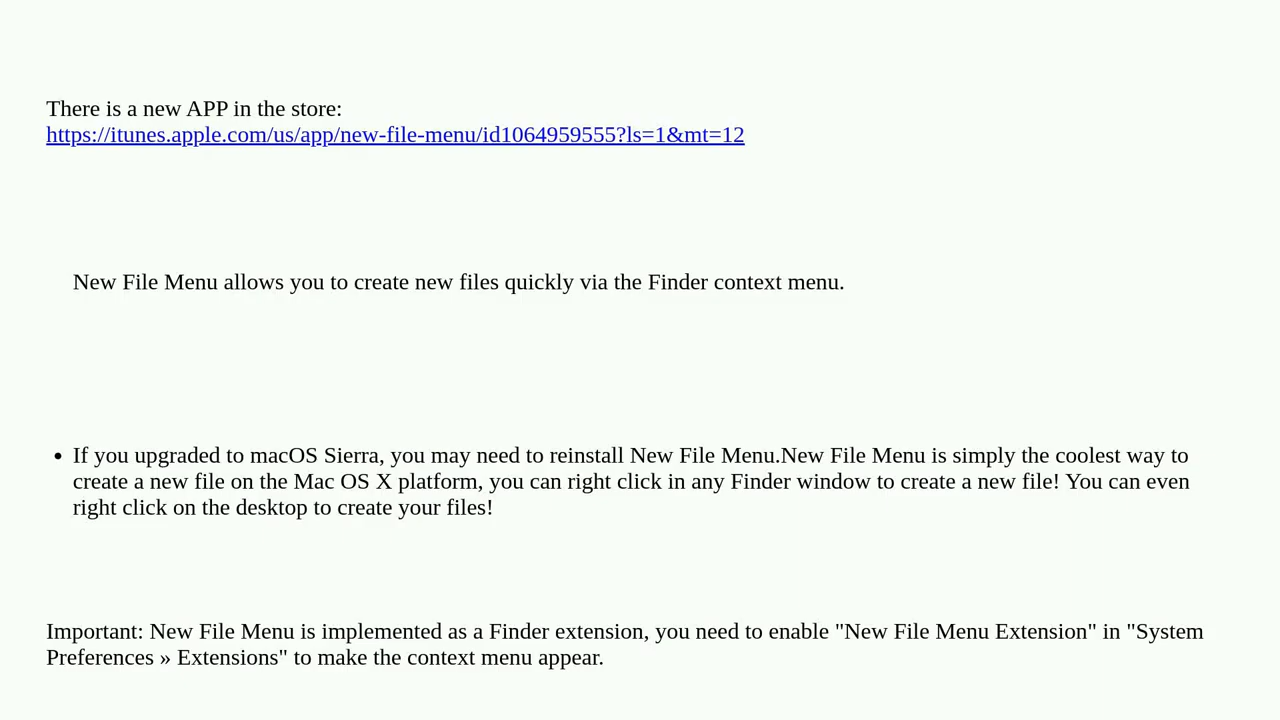 There is a new APP in the store:
https://itunes.apple.com/us/app/new-file-menu/id1064959555?ls=1&mt=12
New File Menu allows you to create new files quickly via the Finder context menu.
• If you upgraded to macOS Sierra, you may need to reinstall New File Menu.New File Menu is simply the coolest way to
create a new file on the Mac OS X platform, you can right click in any Finder window to create a new file! You can even
right click on the desktop to create your files!
Important: New File Menu is implemented as a Finder extension, you need to enable "New File Menu Extension" in "System
Preferences » Extensions" to make the context menu appear.